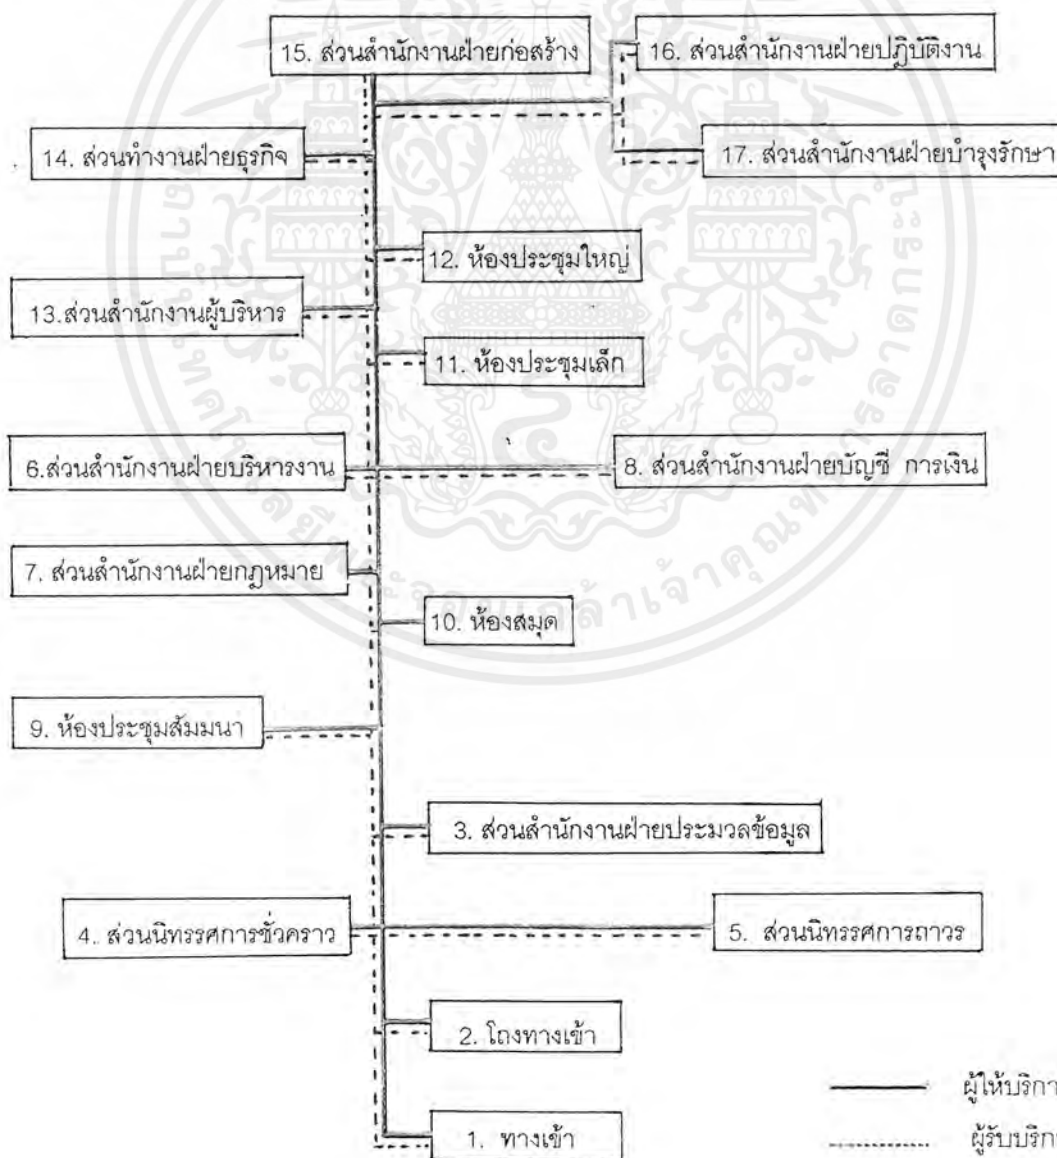 15. ส่วนสำนักงานฝ่ายก่อสร้าง
16. ส่วนสำนักงานฝ่ายปฏิบัติงาน
14. ส่วนทำงานฝ่ายธุรกิจ
17. ส่วนสำนักงานฝ่ายบำรุงรักษา
12. ห้องประชุมใหญ่
13.ส่วนสำนักงานผู้บริหาร
11. ห้องประชุมเล็ก
6.ส่วนสำนักงานฝ่ายบริหารงาน
8. ส่วนสำนักงานฝ่ายบัญชี การเงิน
7. ส่วนสำนักงานฝ่ายกฎหมาย
10. ห้องสมุด
9. ห้องประชุมสัมมนา
3. ส่วนสำนักงานฝ่ายประมวลข้อมูล
4. ส่วนนิทรรศการชั่วคราว
5. ส่วนนิทรรศการถาวร
2. โถงทางเข้า
1. ทางเข้า